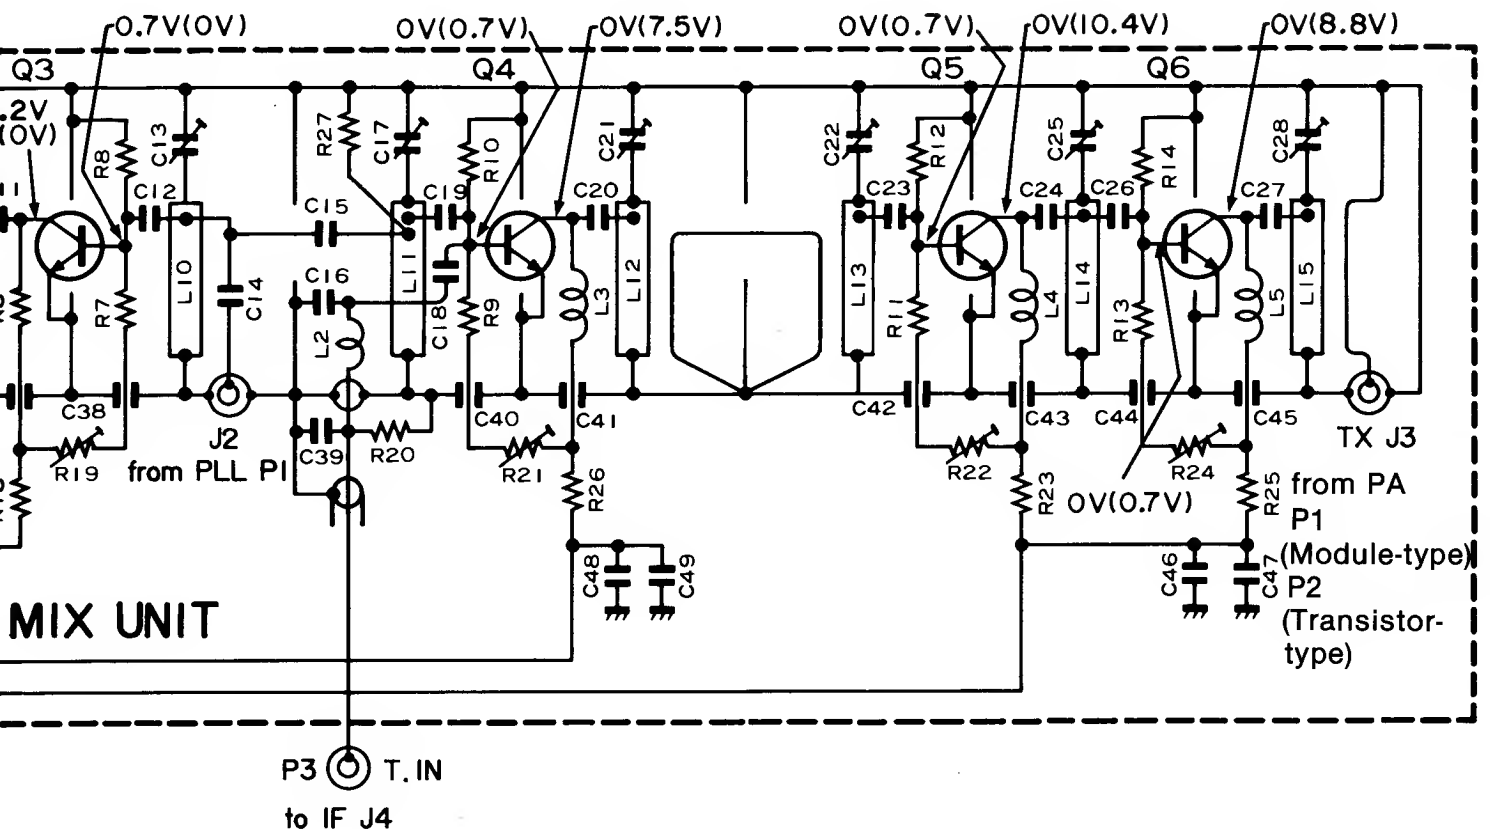 0.7V(0V)
0V(0.7V)
0V(7.5V)
0V(0.7V)
0V(10.4V)
0V(8.8V)
Q3
Q4
Q5
Q6
.2V
(0V)
R8
C13
R27
C17
R10
C21
C22
R12
C25
R14
C28
11
C12
C15
C19
C20
C23
C24
C26
C27
L10
C14
C16
L11
C18
L2
R7
R9
L3
L12
L13
R11
L4
L14
R13
L5
L15
C38
J2
C39
R20
C40
C41
C42
C43
C44
C45
TX J3
R19
from PLL P1
R21
R26
R22
R23
0V(0.7V)
R24
R25
from PA
P1
(Module-type)
P2
(Transistor-
type)
C48
C49
C46
C47
MIX UNIT
P3
T. IN
to IF J4